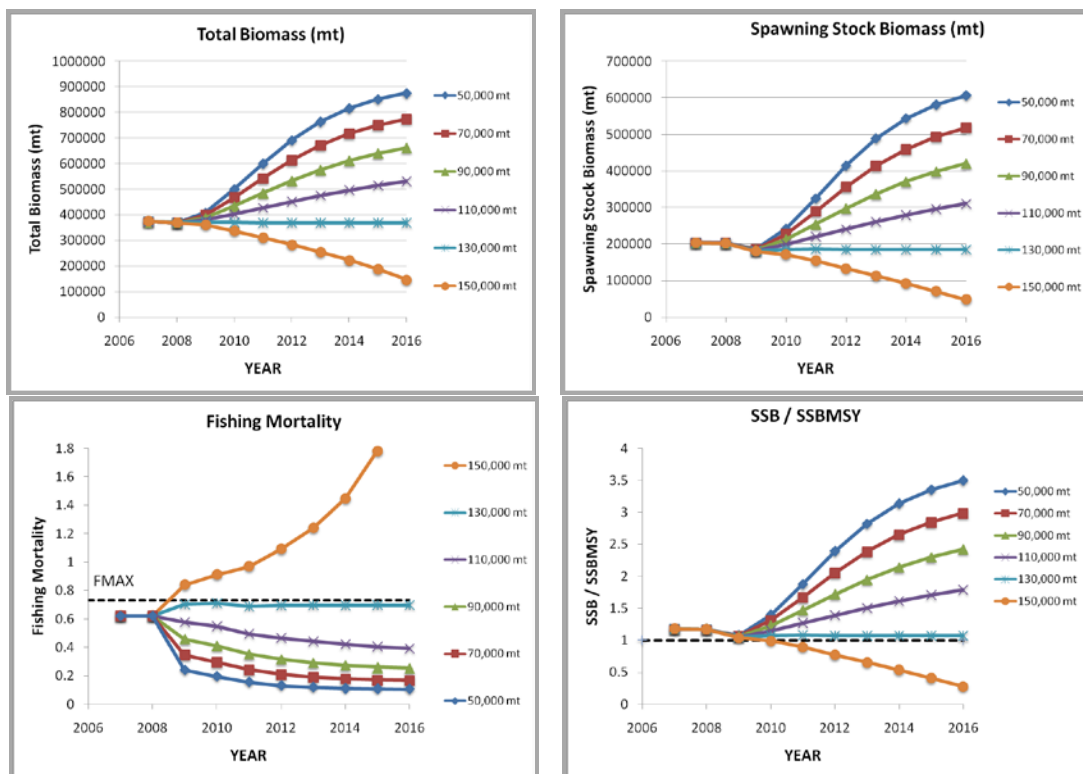 Total Biomass (mt)
Total Biomass (mt)
1000000
900000
800000
700000
600000
500000
400000
300000
200000
100000
0
2006 2008 2010 2012 2014 2016
YEAR
50,000 mt
70,000 mt
90,000 mt
110,000 mt
130,000 mt
150,000 mt
Spawning Stock Biomass (mt)
Spawning Stock Biomass (mt)
700000
600000
500000
400000
300000
200000
100000
0
2006 2008 2010 2012 2014 2016
YEAR
50,000 mt
70,000 mt
90,000 mt
110,000 mt
130,000 mt
150,000 mt
Fishing Mortality
Fishing Mortality
1.8
1.6
1.4
1.2
1
0.8
0.6
0.4
0.2
0
FMAX
2006 2008 2010 2012 2014 2016
YEAR
150,000 mt
130,000 mt
110,000 mt
90,000 mt
70,000 mt
50,000 mt
SSB / SSBMSY
SSB / SSBMSY
4
3.5
3
2.5
2
1.5
1
0.5
0
2006 2008 2010 2012 2014 2016
YEAR
50,000 mt
70,000 mt
90,000 mt
110,000 mt
130,000 mt
150,000 mt